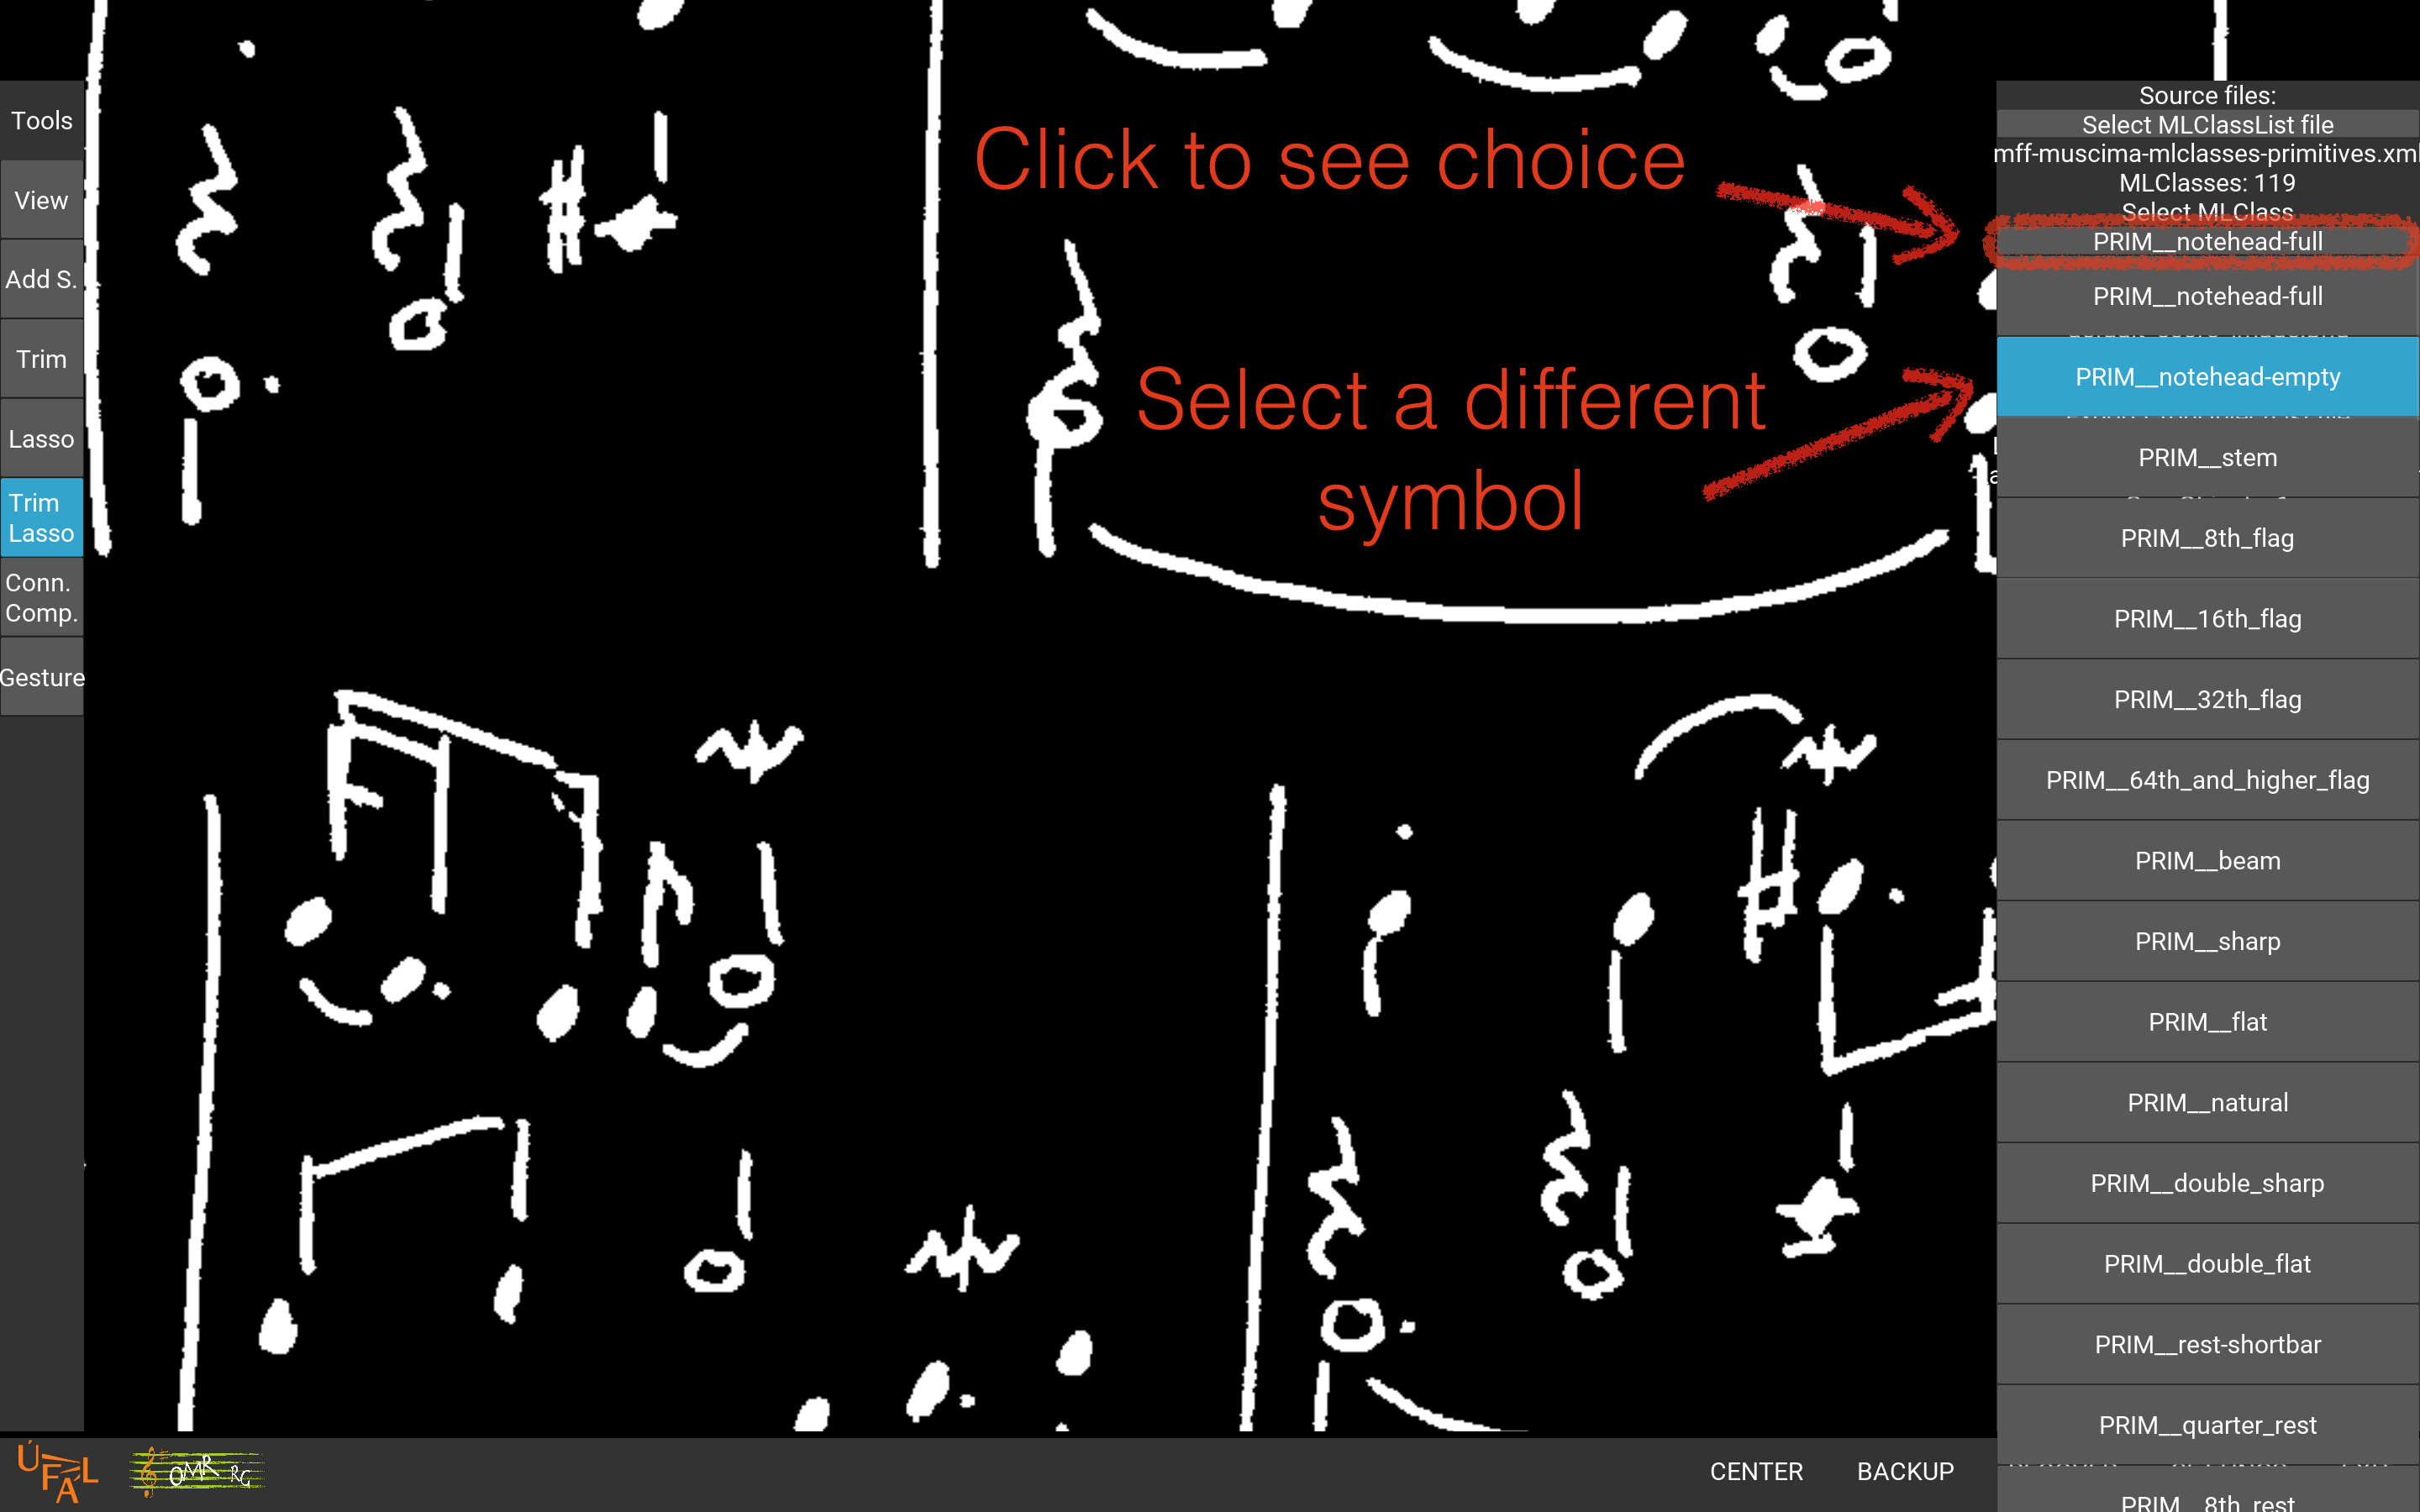 Tools
View
Add S.
Trim
Lasso
Trim
Lasso
Conn.
Comp.
Gesture
Click to see choice
Select a different
symbol
Source files:
Select MLClassList file
mff-muscima-mlclasses-primitives.xml
MLClasses: 119
Select MLClass
PRIM__notehead-full
PRIM__notehead-full
PRIM__notehead-empty
PRIM__stem
PRIM__8th_flag
PRIM__16th_flag
PRIM__32th_flag
PRIM__64th_and_higher_flag
PRIM__beam
PRIM__sharp
PRIM__flat
PRIM__natural
PRIM__double_sharp
PRIM__double_flat
PRIM__rest-shortbar
PRIM__quarter_rest
PRIM__8th_rest
ÚFAL
OMR RG
CENTER
BACKUP